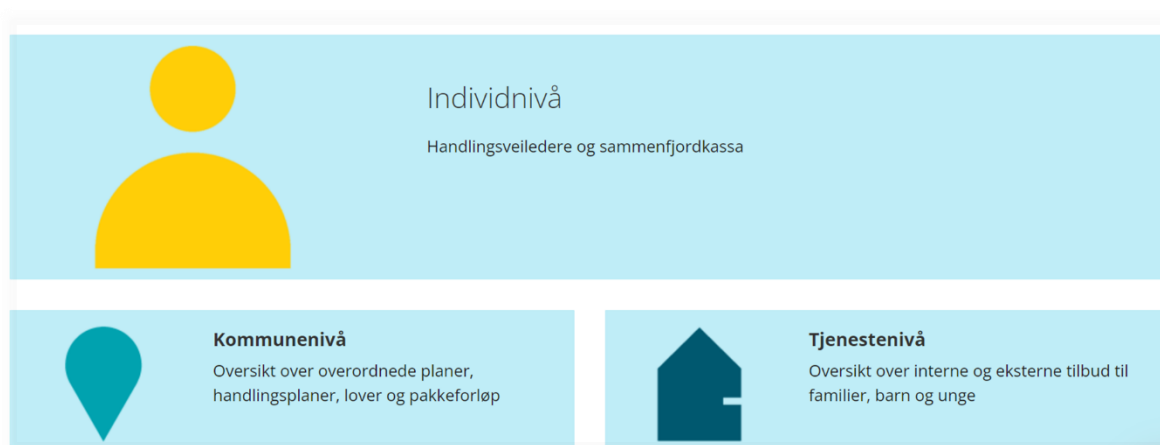 Individnivå
Handlingsveiledere og sammenfjordkassa
Kommunenivå
Oversikt over overordnede planer,
handlingsplaner, lover og pakkeforløp
Tjenestenivå
Oversikt over interne og eksterne tilbud til
familier, barn og unge